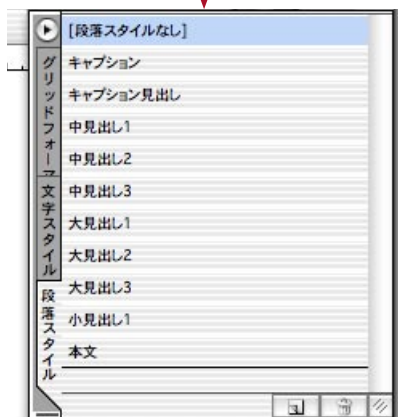 [段落スタイルなし]
キャプション
キャプション見出し
中見出し1
中見出し2
中見出し3
大見出し1
大見出し2
大見出し3
小見出し1
本文
グリッドフォーマ
文字スタイル
段落スタイル